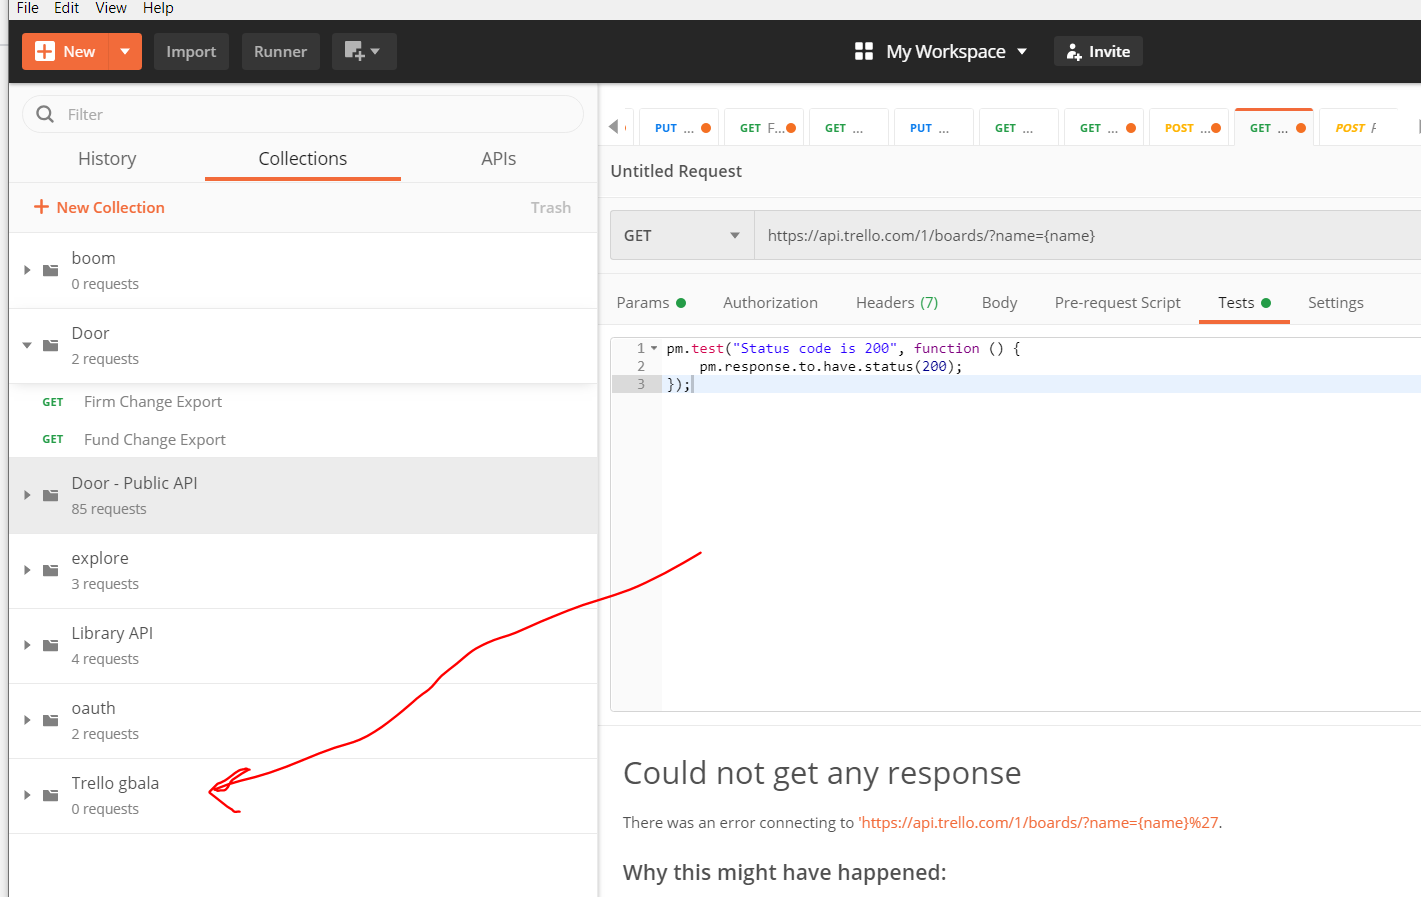 File Edit View Help
New Import Runner My Workspace Invite
Filter
History Collections APIs
New Collection Trash
boom
0 requests
Door
2 requests
GET Firm Change Export
GET Fund Change Export
Door - Public API
85 requests
explore
3 requests
Library API
4 requests
oauth
2 requests
Trello gbala
0 requests
PUT ... GET F... GET ... PUT ... GET ... GET ... POST ... GET ... POST
Untitled Request
GET https://api.trello.com/1/boards/?name={name}
Params Authorization Headers (7) Body Pre-request Script Tests Settings
1 pm.test("Status code is 200", function () {
2 pm.response.to.have.status(200);
3 });
Could not get any response
There was an error connecting to 'https://api.trello.com/1/boards/?name={name}%27.
Why this might have happened: